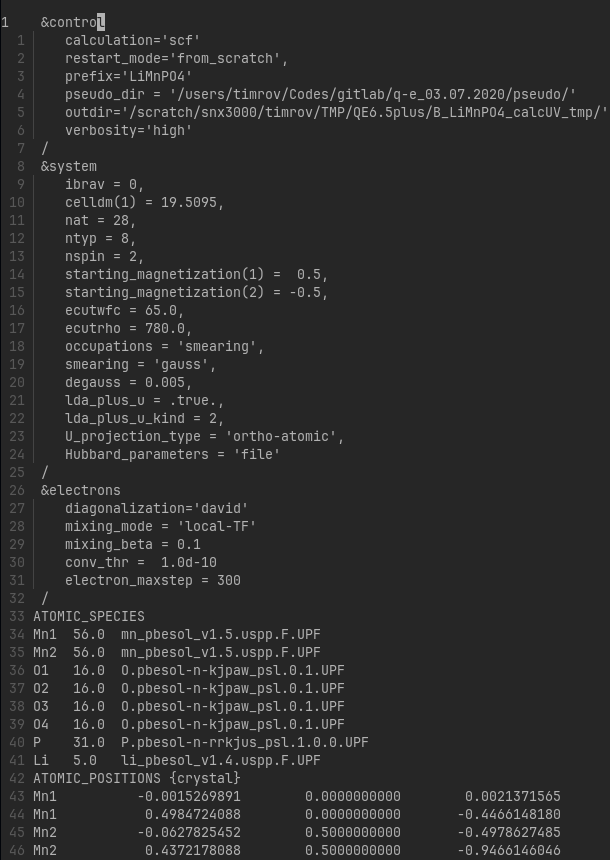 1    &control
  1     calculation='scf'
  2     restart_mode='from_scratch',
  3     prefix='LiMnPO4'
  4     pseudo_dir = '/users/timrov/Codes/gitlab/q-e_03.07.2020/pseudo/'
  5     outdir='/scratch/snx3000/timrov/TMP/QE6.5plus/B_LiMnPO4_calcUV_tmp/'
  6     verbosity='high'
  7  /
  8  &system
  9     ibrav = 0,
 10     celldm(1) = 19.5095,
 11     nat = 28,
 12     ntyp = 8,
 13     nspin = 2,
 14     starting_magnetization(1) =  0.5,
 15     starting_magnetization(2) = -0.5,
 16     ecutwfc = 65.0,
 17     ecutrho = 780.0,
 18     occupations = 'smearing',
 19     smearing = 'gauss',
 20     degauss = 0.005,
 21     lda_plus_u = .true.,
 22     lda_plus_u_kind = 2,
 23     U_projection_type = 'ortho-atomic',
 24     Hubbard_parameters = 'file'
 25  /
 26  &electrons
 27     diagonalization='david'
 28     mixing_mode = 'local-TF'
 29     mixing_beta = 0.1
 30     conv_thr =  1.0d-10
 31     electron_maxstep = 300
 32  /
 33 ATOMIC_SPECIES
 34 Mn1  56.0  mn_pbesol_v1.5.uspp.F.UPF
 35 Mn2  56.0  mn_pbesol_v1.5.uspp.F.UPF
 36 O1   16.0  O.pbesol-n-kjpaw_psl.0.1.UPF
 37 O2   16.0  O.pbesol-n-kjpaw_psl.0.1.UPF
 38 O3   16.0  O.pbesol-n-kjpaw_psl.0.1.UPF
 39 O4   16.0  O.pbesol-n-kjpaw_psl.0.1.UPF
 40 P    31.0  P.pbesol-n-rrkjus_psl.1.0.0.UPF
 41 Li   5.0   li_pbesol_v1.4.uspp.F.UPF
 42 ATOMIC_POSITIONS {crystal}
 43 Mn1          -0.0015269891        0.0000000000        0.0021371565
 44 Mn1           0.4984724088        0.0000000000       -0.4466148180
 45 Mn2          -0.0627825452        0.5000000000       -0.4978627485
 46 Mn2           0.4372178088        0.5000000000       -0.9466146046